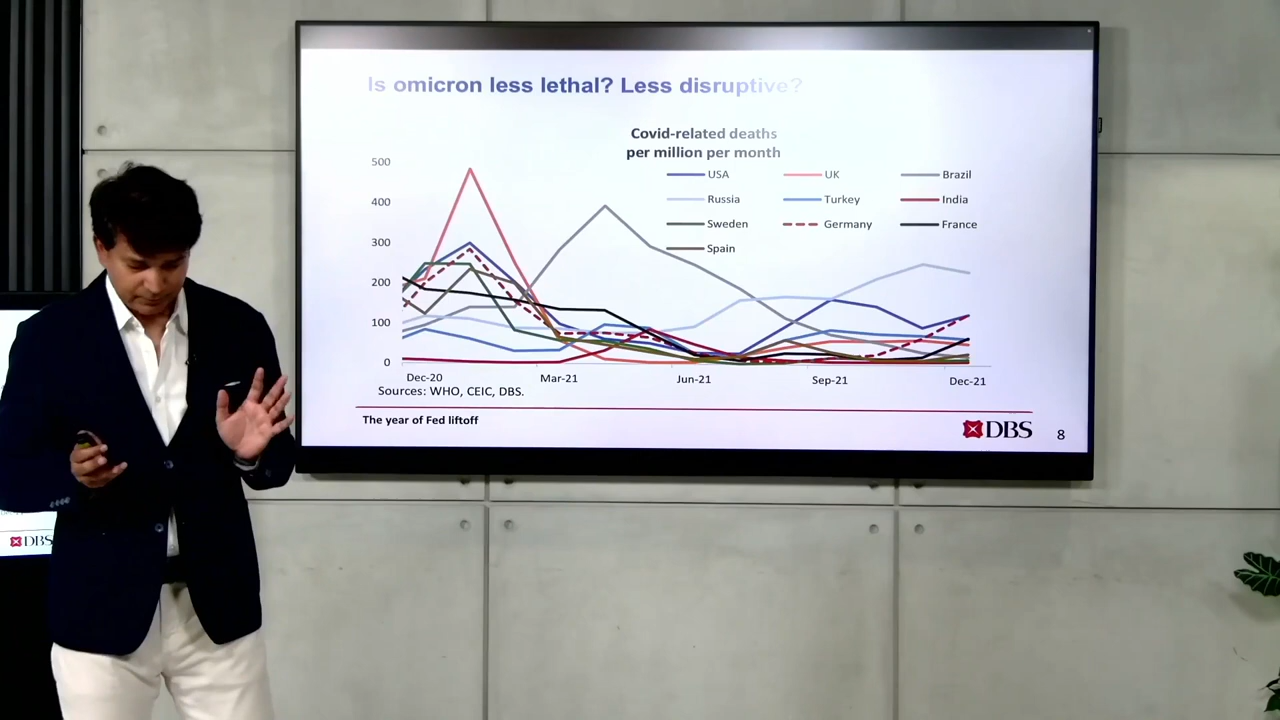 Is omicron less lethal? Less disruptive?
Covid-related deaths
per million per month
500
400
300
200
100
0
USA
UK
Brazil
Russia
Turkey
India
Sweden
Germany
France
Spain
Dec-20
Mar-21
Jun-21
Sep-21
Dec-21
Sources: WHO, CEIC, DBS.
The year of Fed liftoff
DBS
8
DBS